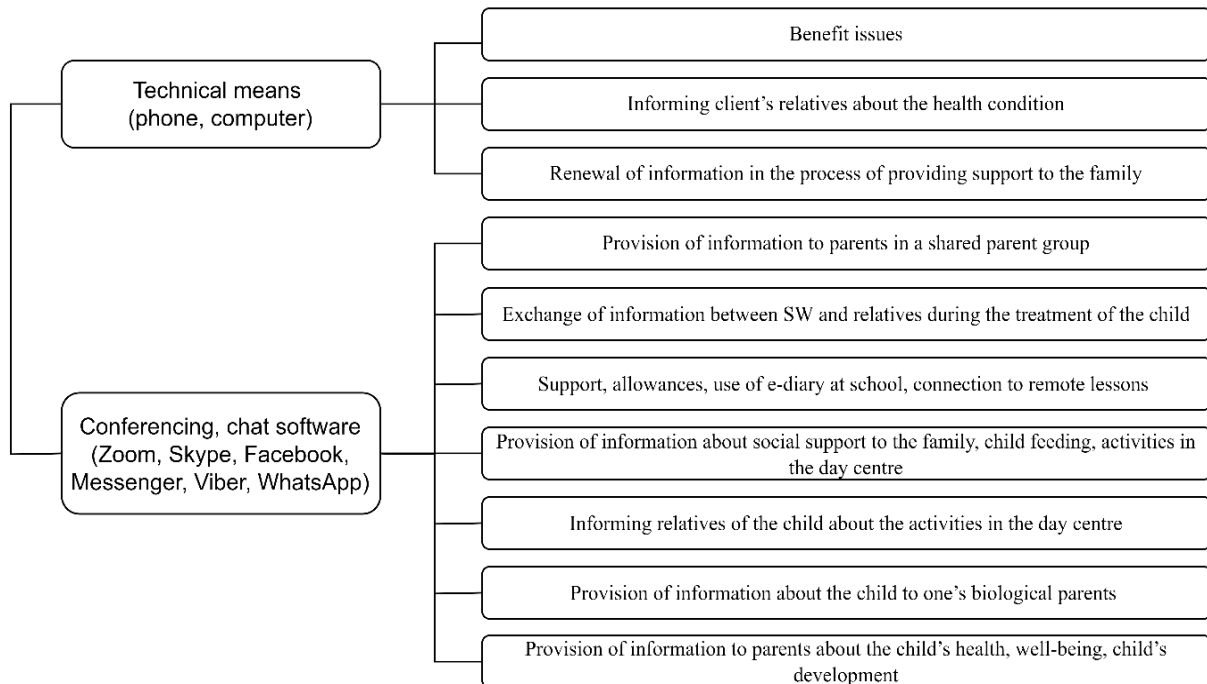 Technical means
(phone, computer)
Benefit issues
Informing client's relatives about the health condition
Renewal of information in the process of providing support to the family
Conferencing, chat software
(Zoom, Skype, Facebook,
Messenger, Viber, WhatsApp)
Provision of information to parents in a shared parent group
Exchange of information between SW and relatives during the treatment of the child
Support, allowances, use of e-diary at school, connection to remote lessons
Provision of information about social support to the family, child feeding, activities in
the day centre
Informing relatives of the child about the activities in the day centre
Provision of information about the child to one's biological parents
Provision of information to parents about the child's health, well-being, child's
development